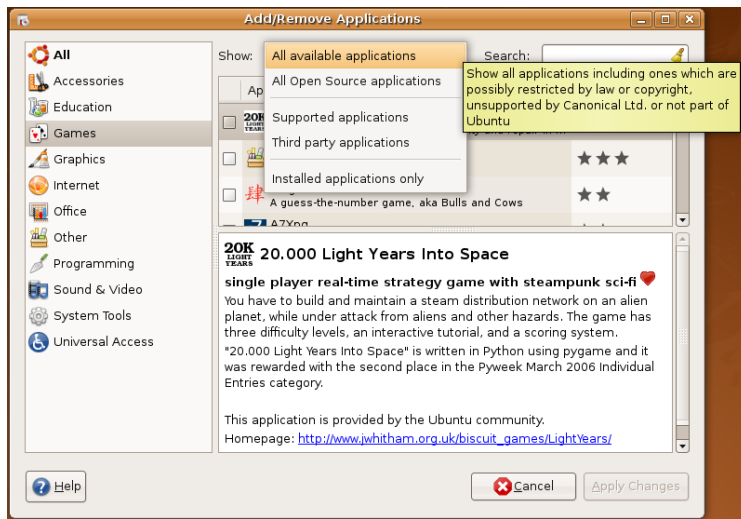 Add/Remove Applications
All
Accessories
Education
Games
Graphics
Internet
Office
Other
Programming
Sound & Video
System Tools
Universal Access
Show:
All available applications
All Open Source applications
Supported applications
Third party applications
Installed applications only
Search:
Show all applications including ones which are
possibly restricted by law or copyright,
unsupported by Canonical Ltd. or not part of
Ubuntu
Ap
20K
LIGHT
YEARS
A guess-the-number game, aka Bulls and Cows
A7Xpg
20K
LIGHT
YEARS
20.000 Light Years Into Space
single player real-time strategy game with steampunk sci-fi
You have to build and maintain a steam distribution network on an alien
planet, while under attack from aliens and other hazards. The game has
three difficulty levels, an interactive tutorial, and a scoring system.
"20.000 Light Years Into Space" is written in Python using pygame and it
was rewarded with the second place in the Pyweek March 2006 Individual
Entries category.
This application is provided by the Ubuntu community.
Homepage: http://www.jwhitham.org.uk/biscuit_games/LightYears/
Help
Cancel
Apply Changes